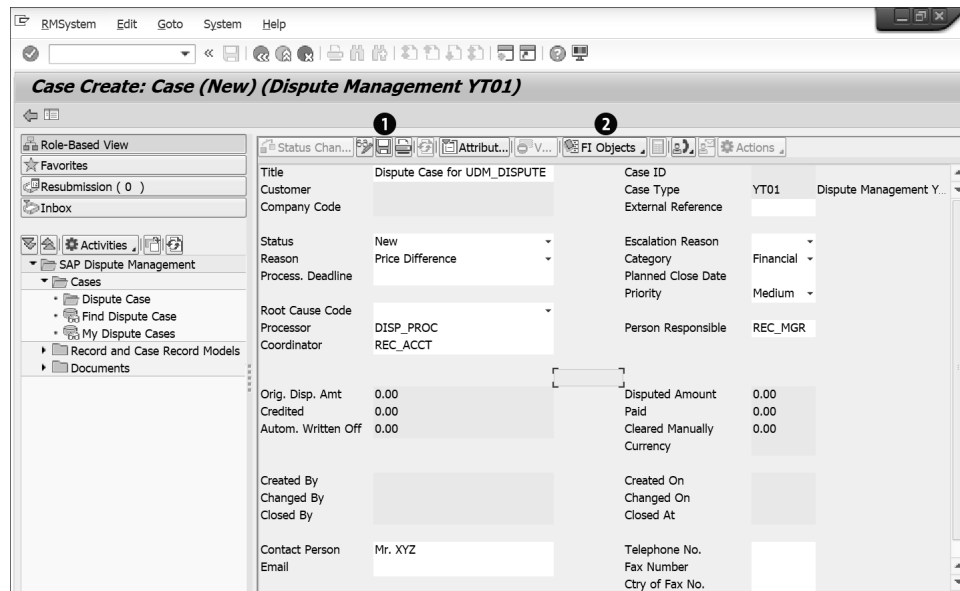 RMSystem Edit Goto System Help
Case Create: Case (New) (Dispute Management YT01)
1 2
Role-Based View
Favorites
Resubmission ( 0 )
Inbox
Activities
SAP Dispute Management
Cases
Dispute Case
Find Dispute Case
My Dispute Cases
Record and Case Record Models
Documents
Status Chan... Attribut... V... FI Objects Actions
Title Dispute Case for UDM_DISPUTE Case ID
Customer Case Type YT01 Dispute Management Y...
Company Code External Reference
Status New Escalation Reason
Reason Price Difference Category Financial
Process. Deadline Planned Close Date
Priority Medium
Root Cause Code
Processor DISP_PROC Person Responsible REC_MGR
Coordinator REC_ACCT
Orig. Disp. Amt 0.00 Disputed Amount 0.00
Credited 0.00 Paid 0.00
Autom. Written Off 0.00 Cleared Manually 0.00
Currency
Created By Created On
Changed By Changed On
Closed By Closed At
Contact Person Mr. XYZ Telephone No.
Email Fax Number
Ctry of Fax No.